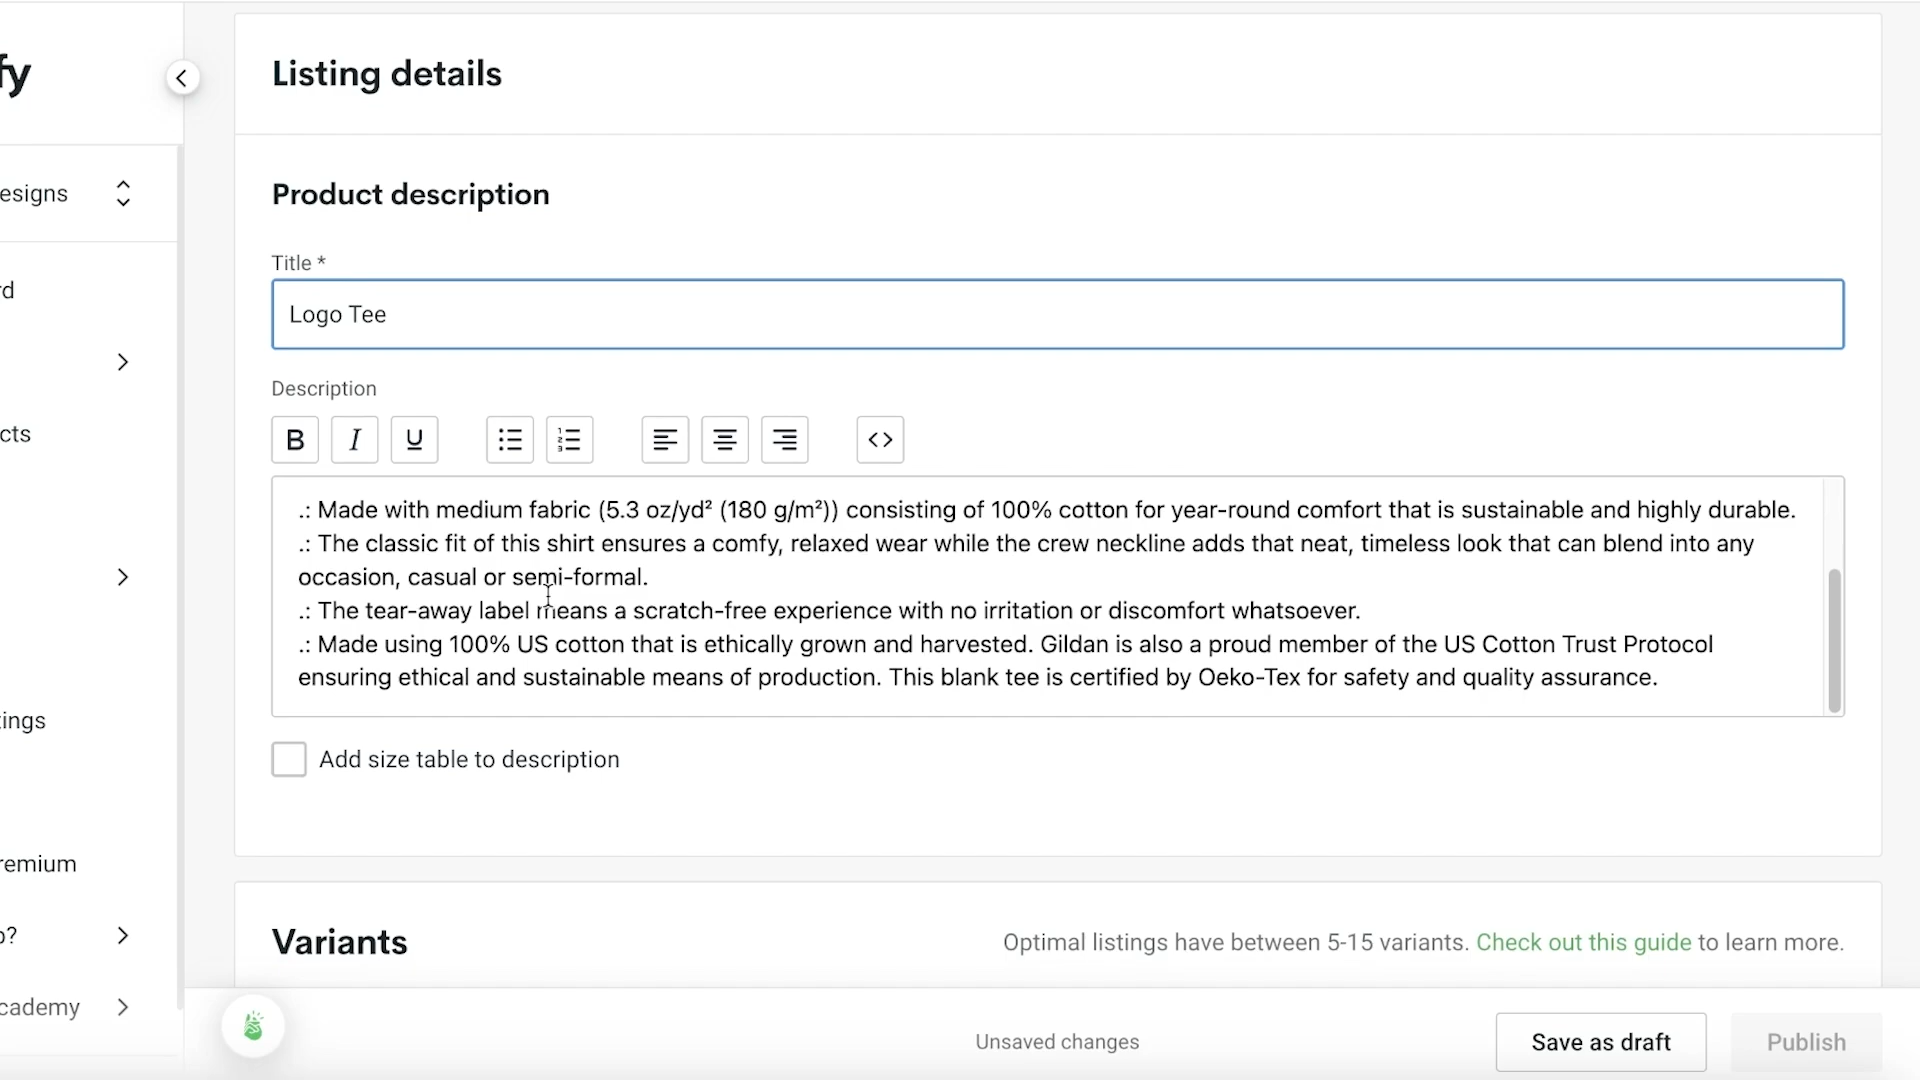 fy
Listing details
esigns
Product description
Title *
rd
Logo Tee
Description
B I U
cts
.: Made with medium fabric (5.3 oz/yd² (180 g/m²)) consisting of 100% cotton for year-round comfort that is sustainable and highly durable.
.: The classic fit of this shirt ensures a comfy, relaxed wear while the crew neckline adds that neat, timeless look that can blend into any
occasion, casual or semi-formal.
.: The tear-away label means a scratch-free experience with no irritation or discomfort whatsoever.
.: Made using 100% US cotton that is ethically grown and harvested. Gildan is also a proud member of the US Cotton Trust Protocol
ensuring ethical and sustainable means of production. This blank tee is certified by Oeko-Tex for safety and quality assurance.
tings
Add size table to description
remium
p?
Variants
Optimal listings have between 5-15 variants. Check out this guide to learn more.
cademy
Unsaved changes
Save as draft
Publish